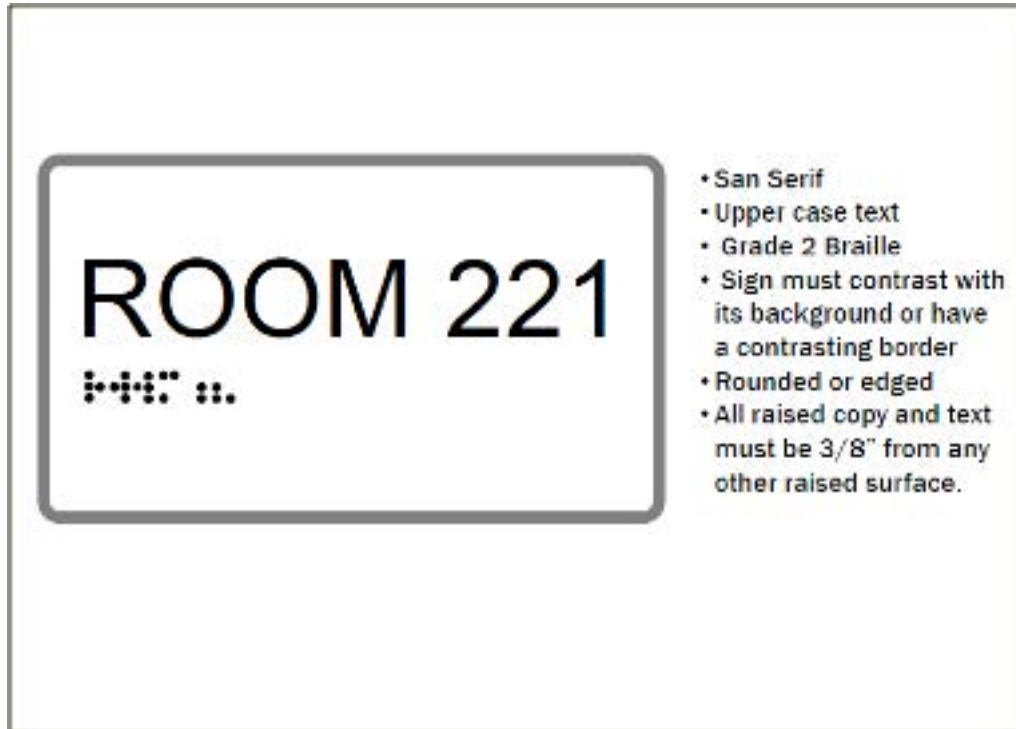 ROOM 221
• San Serif
• Upper case text
• Grade 2 Braille
• Sign must contrast with
its background or have
a contrasting border
• Rounded or edged
• All raised copy and text
must be 3/8" from any
other raised surface.